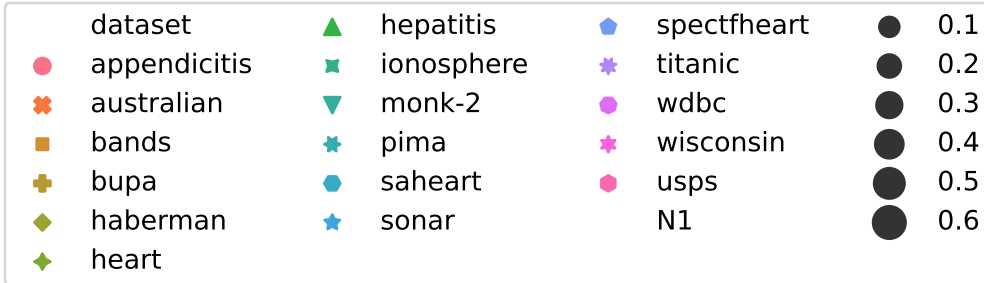 dataset
appendicitis
australian
bands
bupa
haberman
heart
hepatitis
ionosphere
monk-2
pima
saheart
sonar
spectfheart
titanic
wdbc
wisconsin
usps
N1
0.1
0.2
0.3
0.4
0.5
0.6